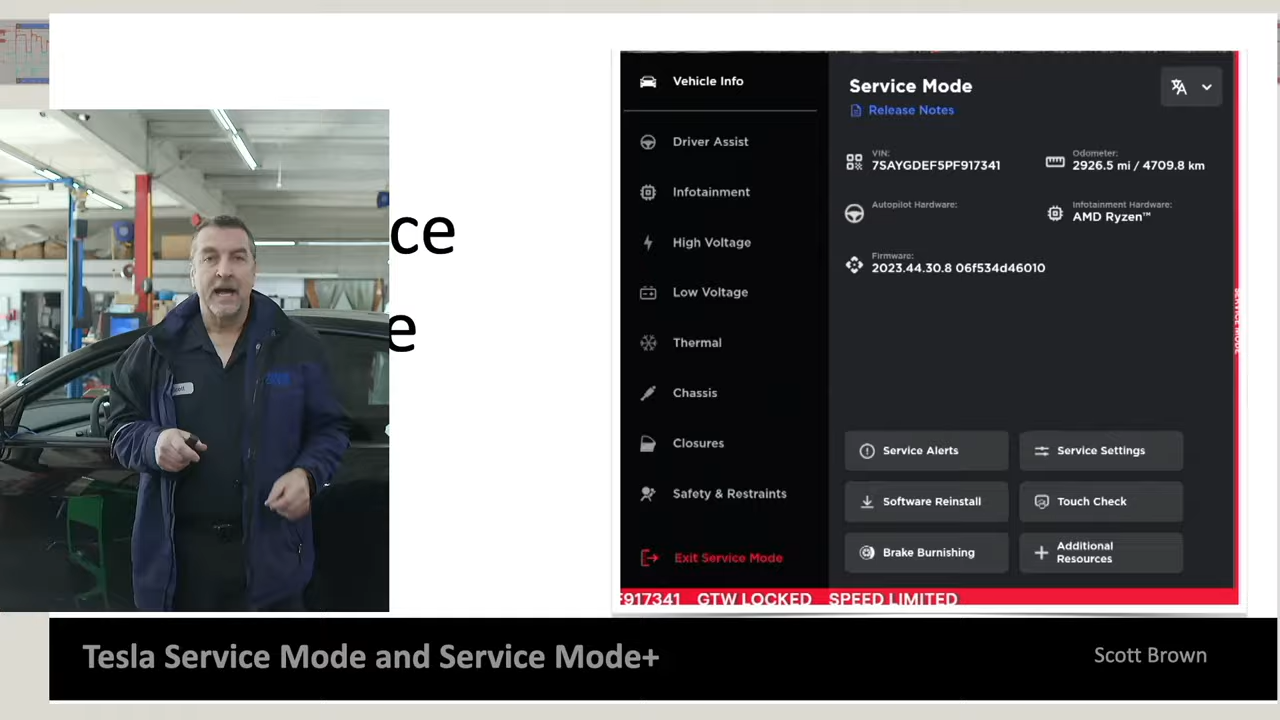 ce
e
Vehicle Info
Driver Assist
Infotainment
High Voltage
Low Voltage
Thermal
Chassis
Closures
Safety & Restraints
Exit Service Mode
Service Mode
Release Notes
VIN:
7SAYGDEF5PF917341
Odometer:
2926.5 mi / 4709.8 km
Autopilot Hardware:
Infotainment Hardware:
AMD Ryzen™
Firmware:
2023.44.30.8 06f534d46010
Service Alerts
Service Settings
Software Reinstall
Touch Check
Brake Burnishing
Additional
Resources
F917341 GTW LOCKED SPEED LIMITED
SERVICE MODE
Tesla Service Mode and Service Mode+
Scott Brown